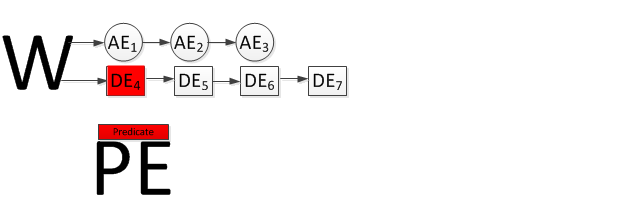 W
AE₁ AE₂ AE₃
DE₄ DE₅ DE₆ DE₇
Predicate
PE